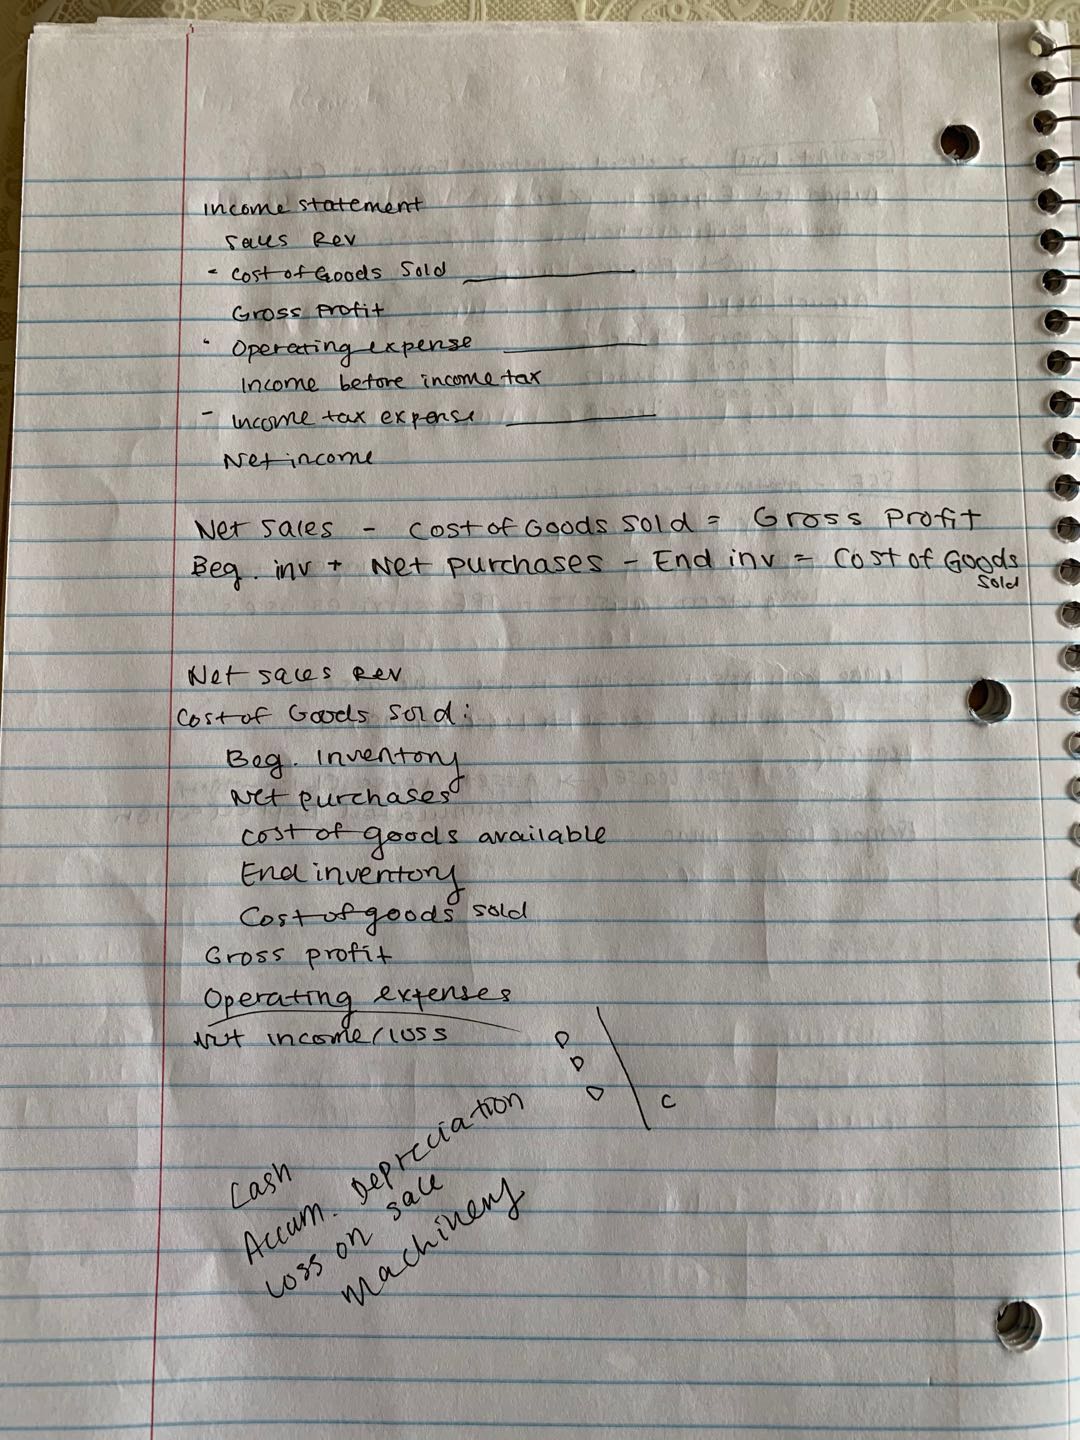 Income statement
Sales Rev
- Cost of Goods Sold
Gross Profit
- Operating expense
Income before income tax
- Income tax expense
Net income
Net Sales - Cost of Goods Sold = Gross Profit
Beg. inv + Net purchases - End inv = Cost of Goods
Sold
Net sales Rev
Cost of Goods Sold:
Beg. Inventory
Net purchases
Cost of goods available
End inventory
Cost of goods sold
Gross profit
Operating expenses
Net income/loss
D
D
D
C
Cash
Accum. Depreciation
Loss on sale
Machinery